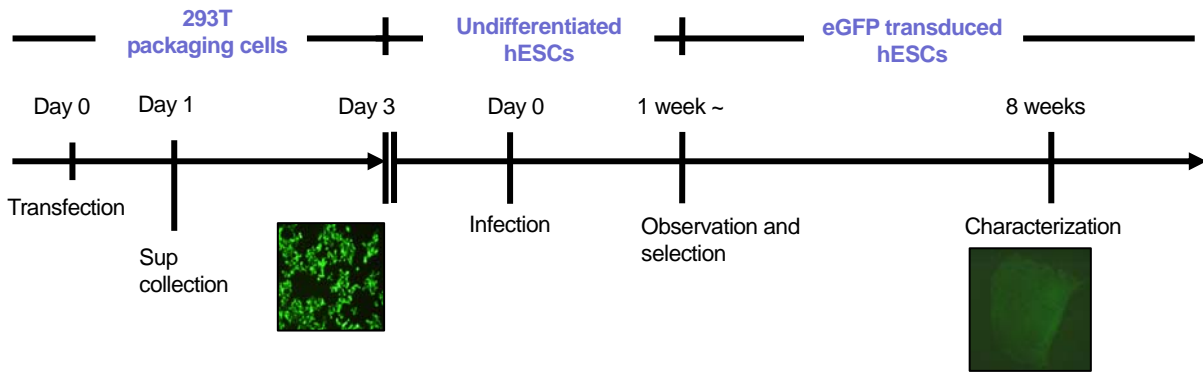 293T
packaging cells
Undifferentiated
hESCs
eGFP transduced
hESCs
Day 0
Day 1
Day 3
Day 0
1 week ~
8 weeks
Transfection
Sup
collection
Infection
Observation and
selection
Characterization